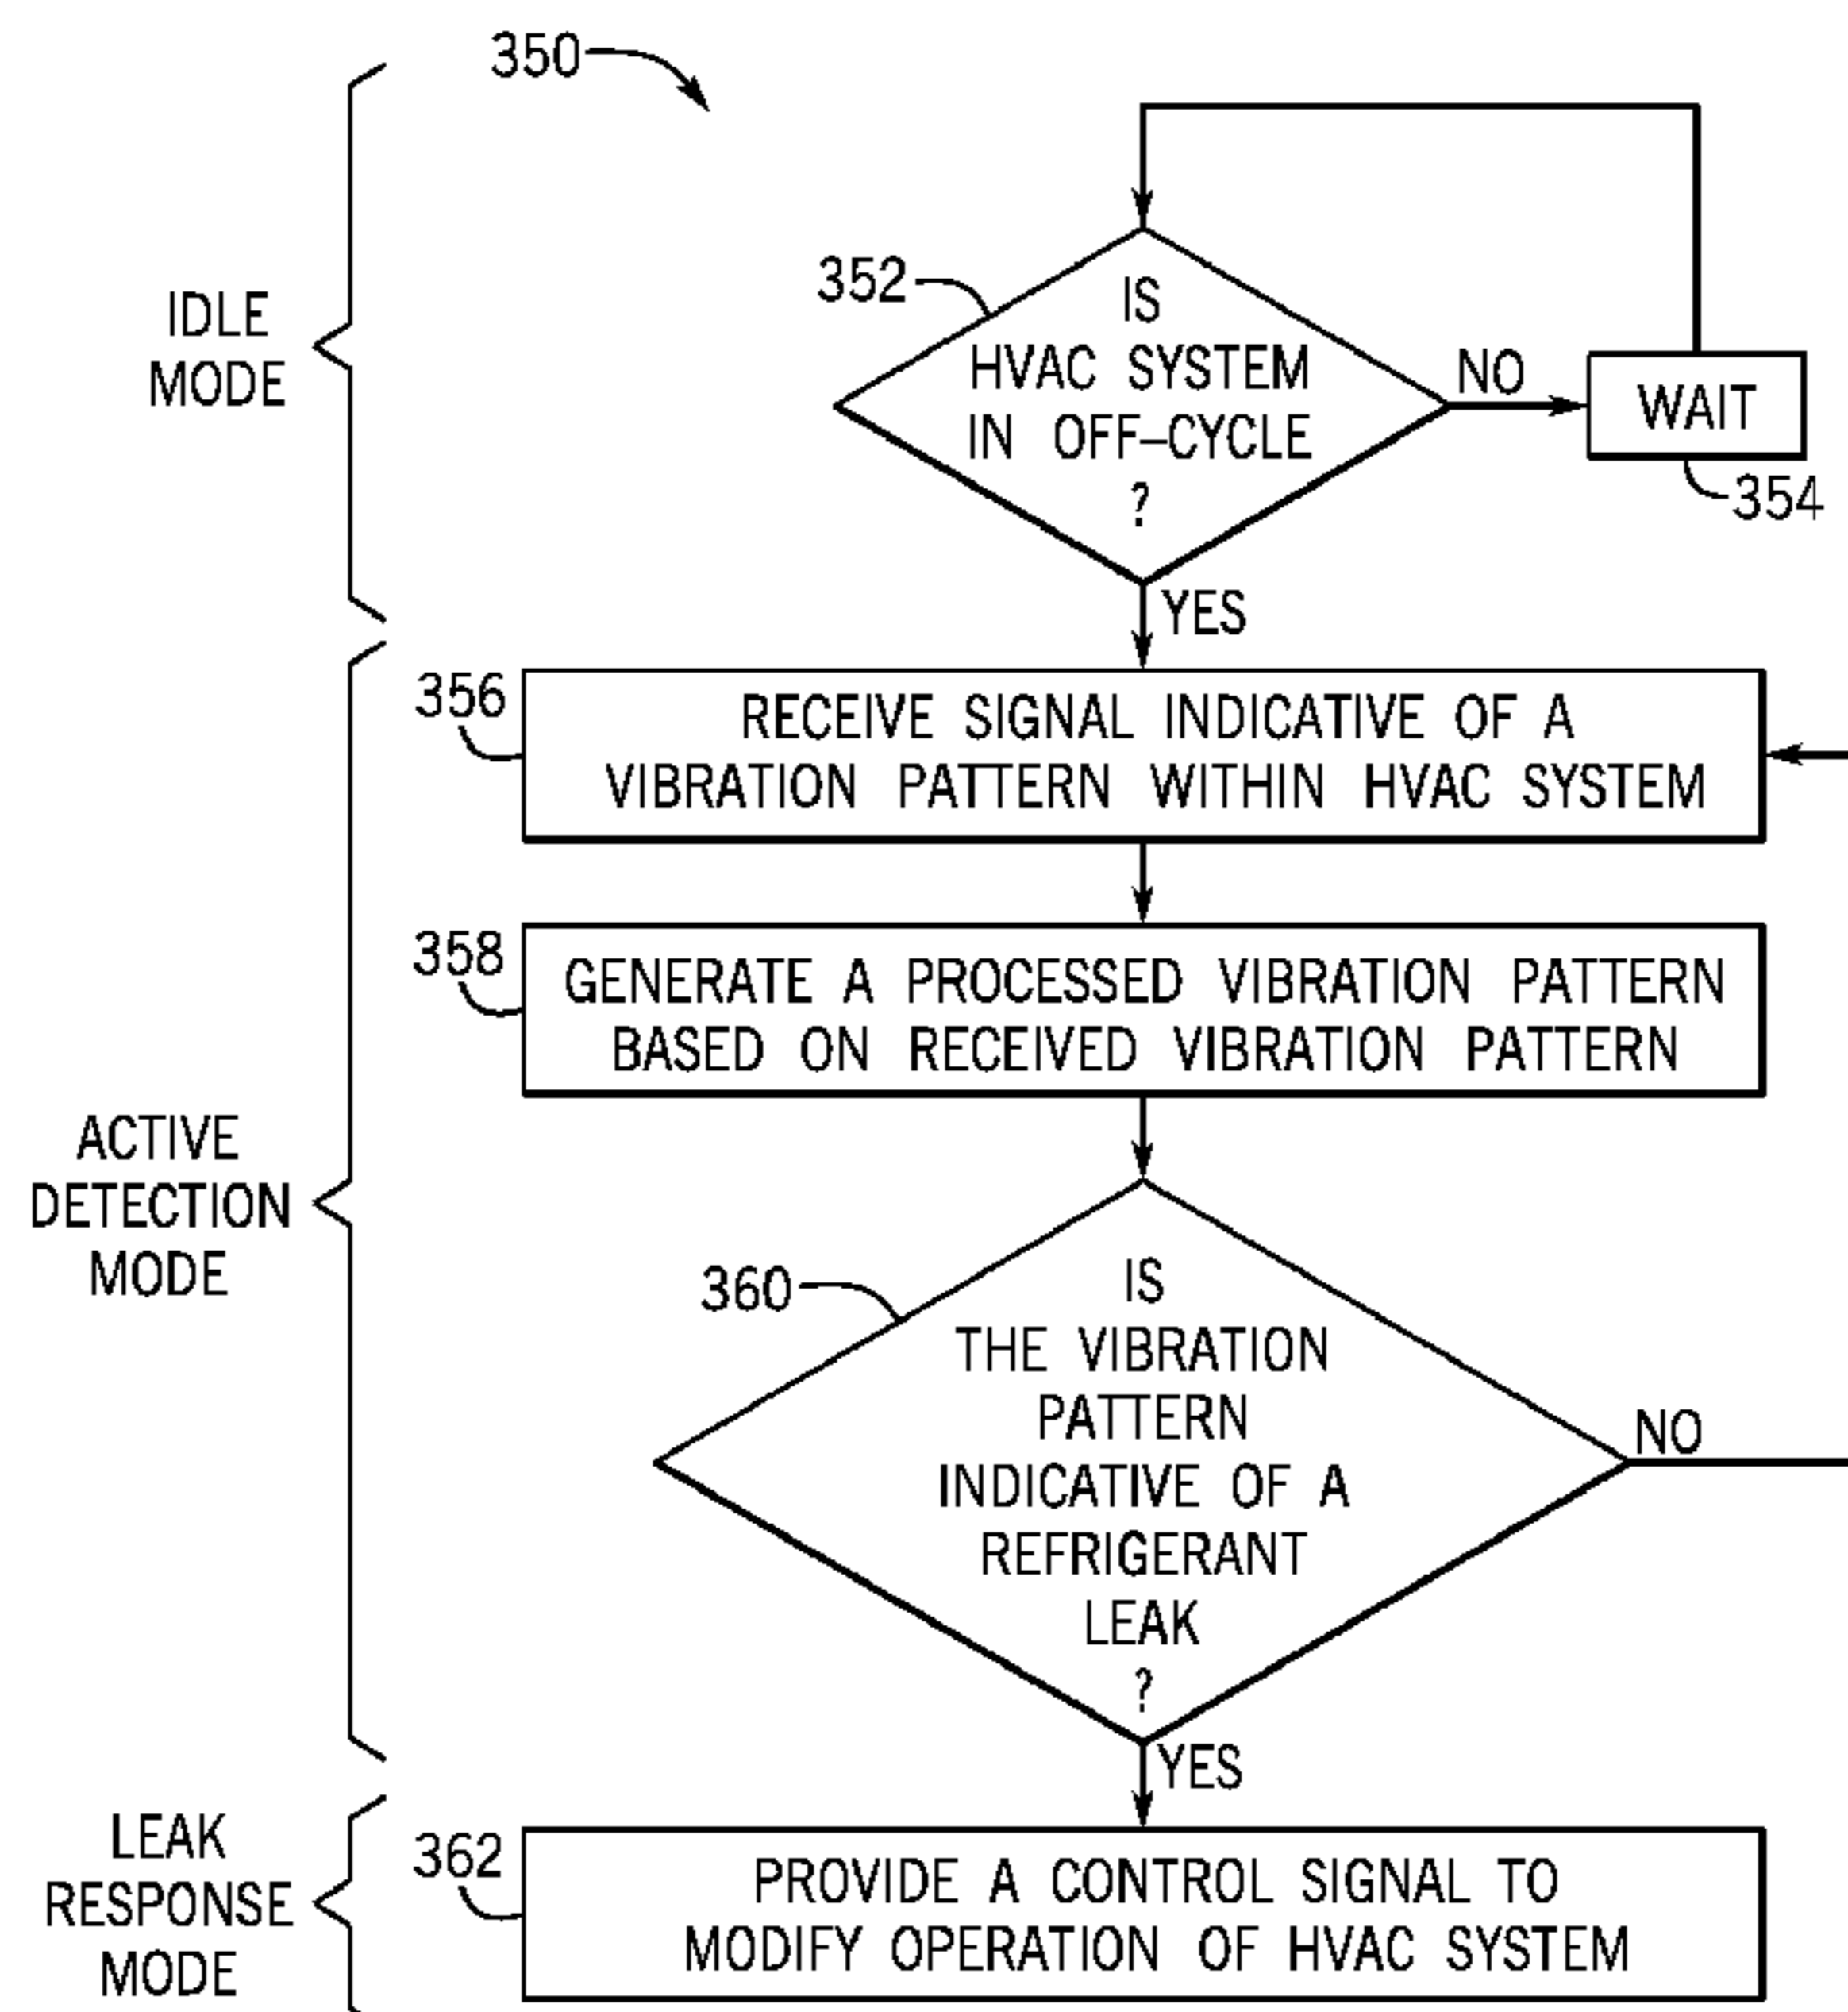 350
352
IS
HVAC SYSTEM
IN OFF–CYCLE
?
NO
WAIT
354
IDLE
MODE
YES
356
RECEIVE SIGNAL INDICATIVE OF A
VIBRATION PATTERN WITHIN HVAC SYSTEM
358
GENERATE A PROCESSED VIBRATION PATTERN
BASED ON RECEIVED VIBRATION PATTERN
ACTIVE
DETECTION
MODE
360
IS
THE VIBRATION
PATTERN
INDICATIVE OF A
REFRIGERANT
LEAK
?
NO
YES
LEAK
RESPONSE
MODE
362
PROVIDE A CONTROL SIGNAL TO
MODIFY OPERATION OF HVAC SYSTEM